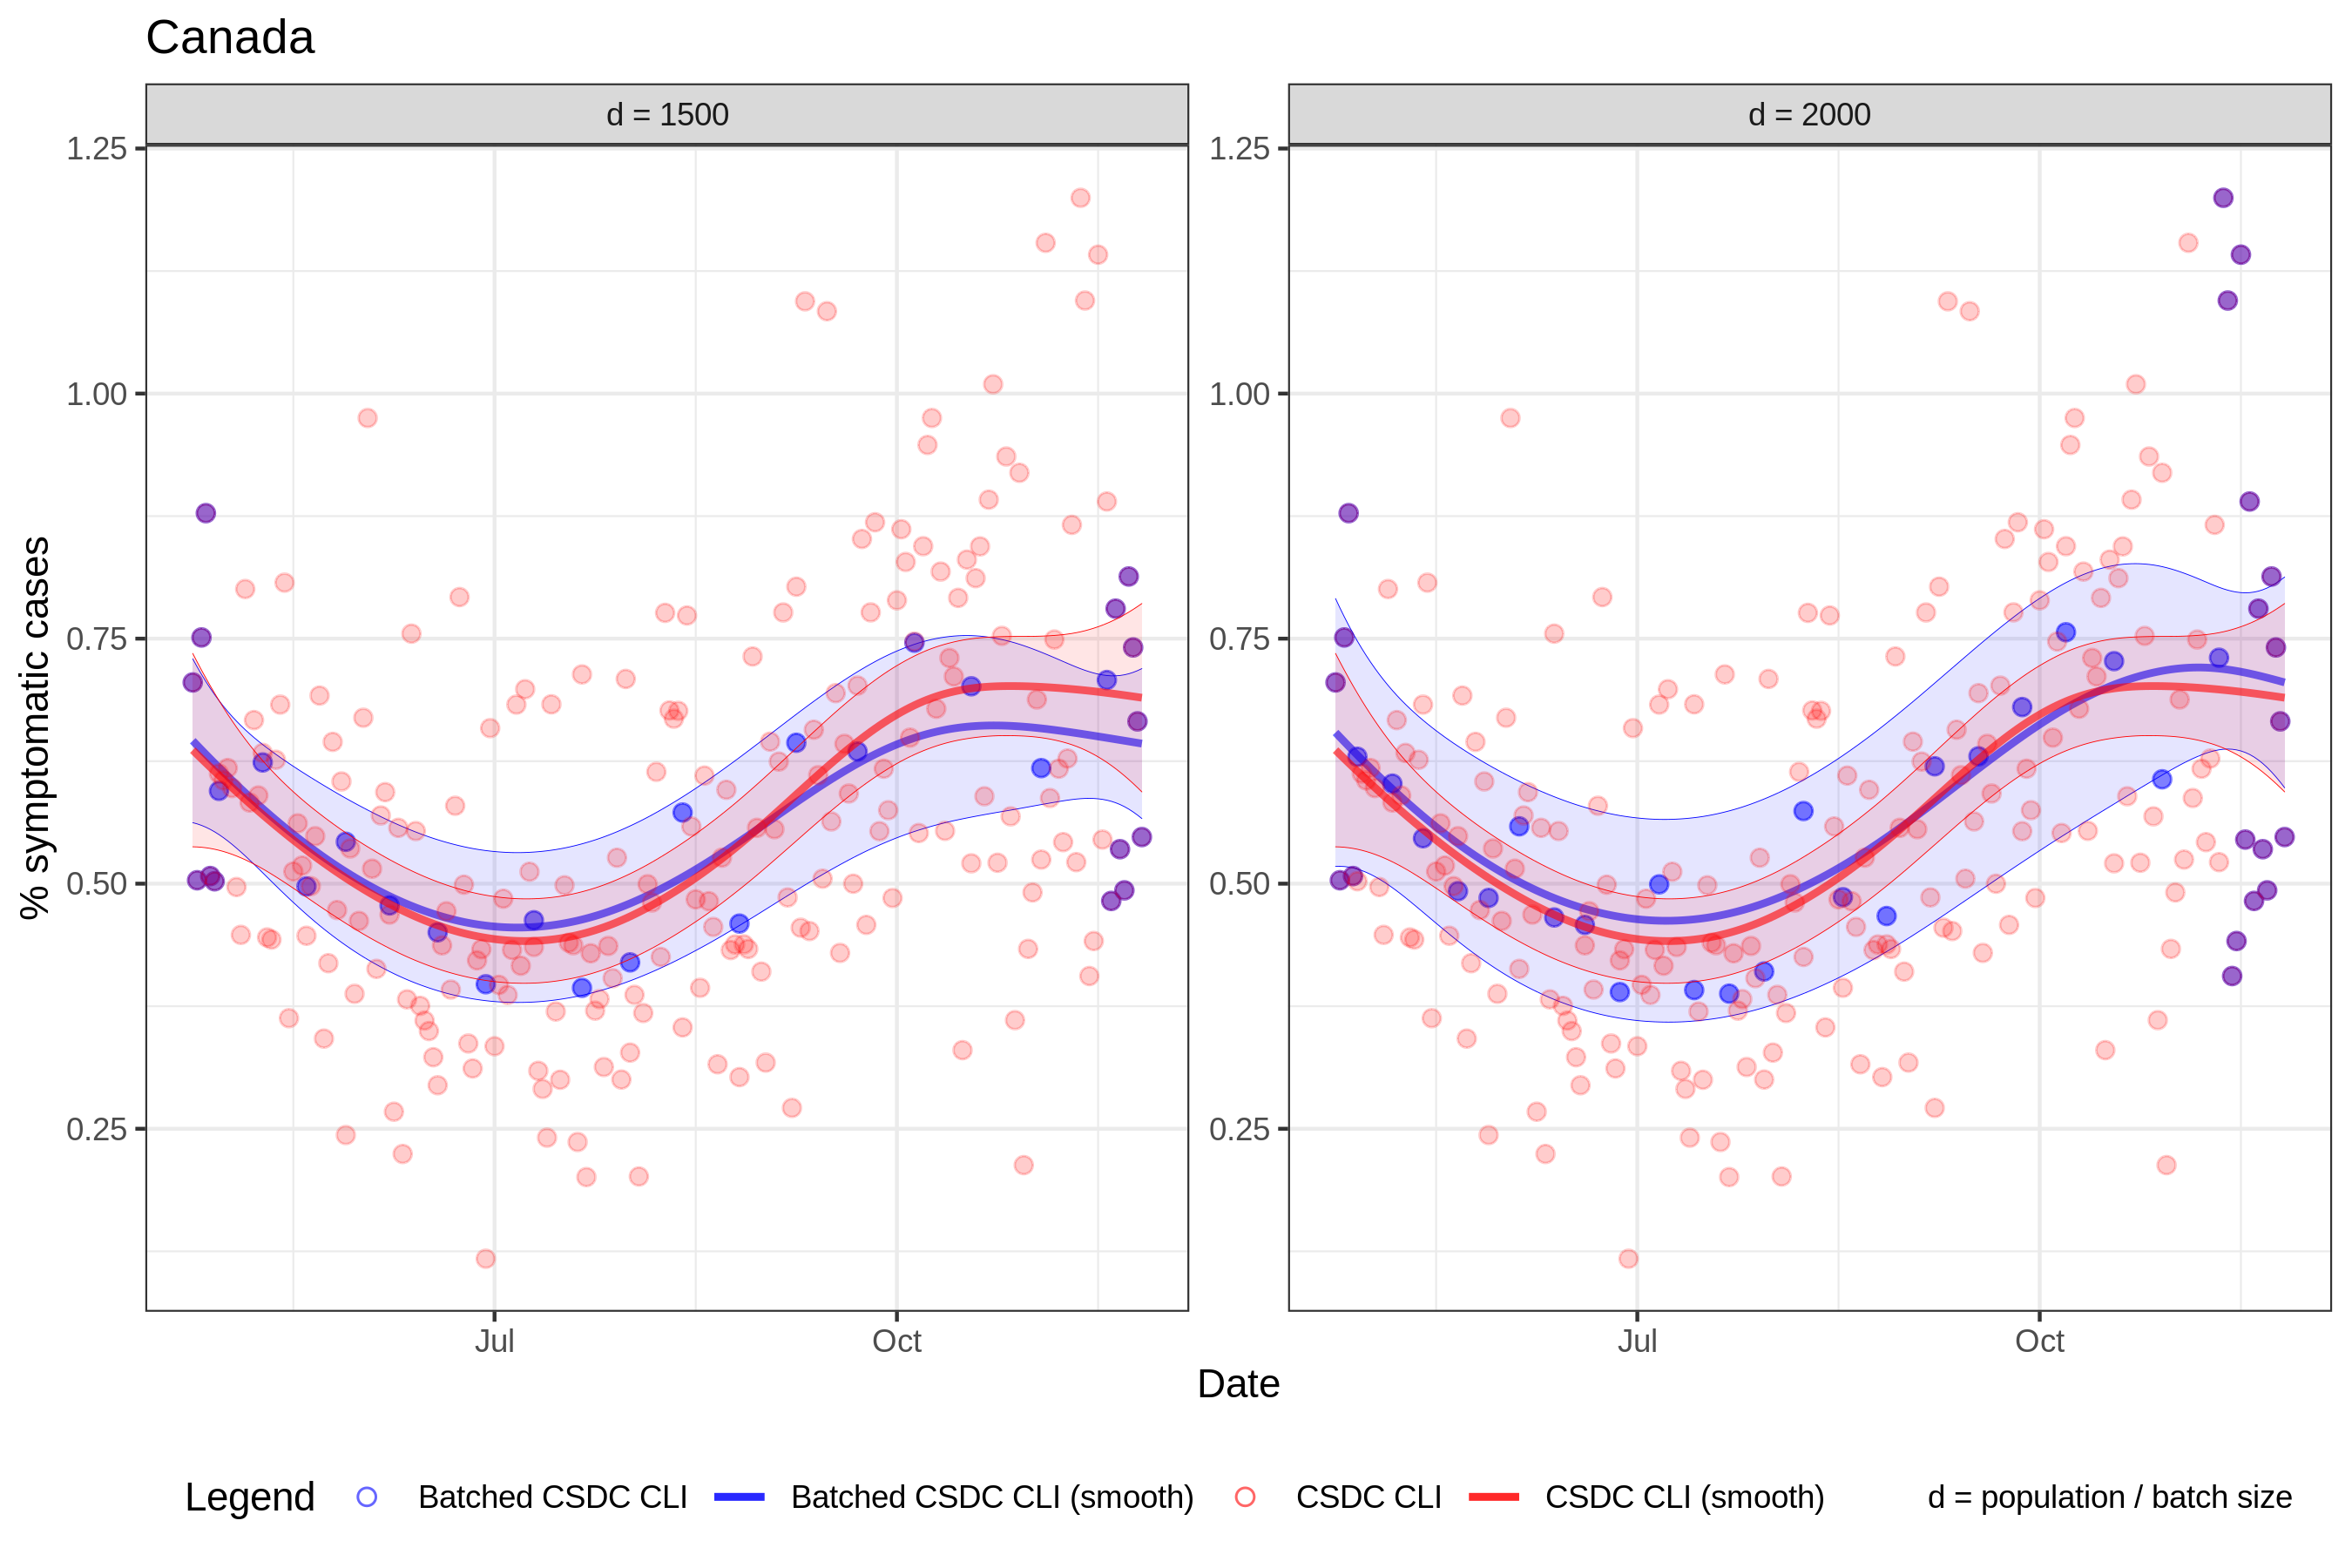 Canada
d = 1500
d = 2000
% symptomatic cases
1.25
1.00
0.75
0.50
0.25
1.25
1.00
0.75
0.50
0.25
Jul
Oct
Jul
Oct
Date
Legend
Batched CSDC CLI
Batched CSDC CLI (smooth)
CSDC CLI
CSDC CLI (smooth)
d = population / batch size